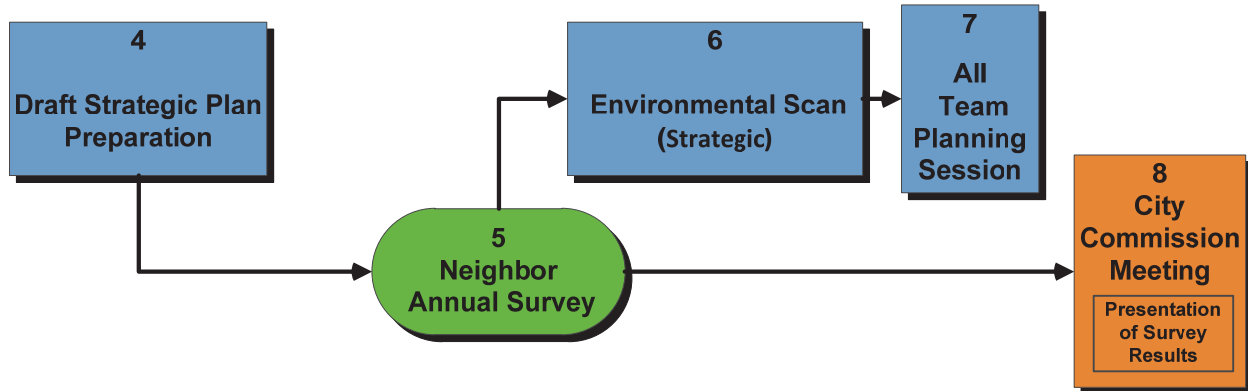 4
Draft Strategic Plan
Preparation
5
Neighbor
Annual Survey
6
Environmental Scan
(Strategic)
7
All
Team
Planning
Session
8
City
Commission
Meeting
Presentation
of Survey
Results